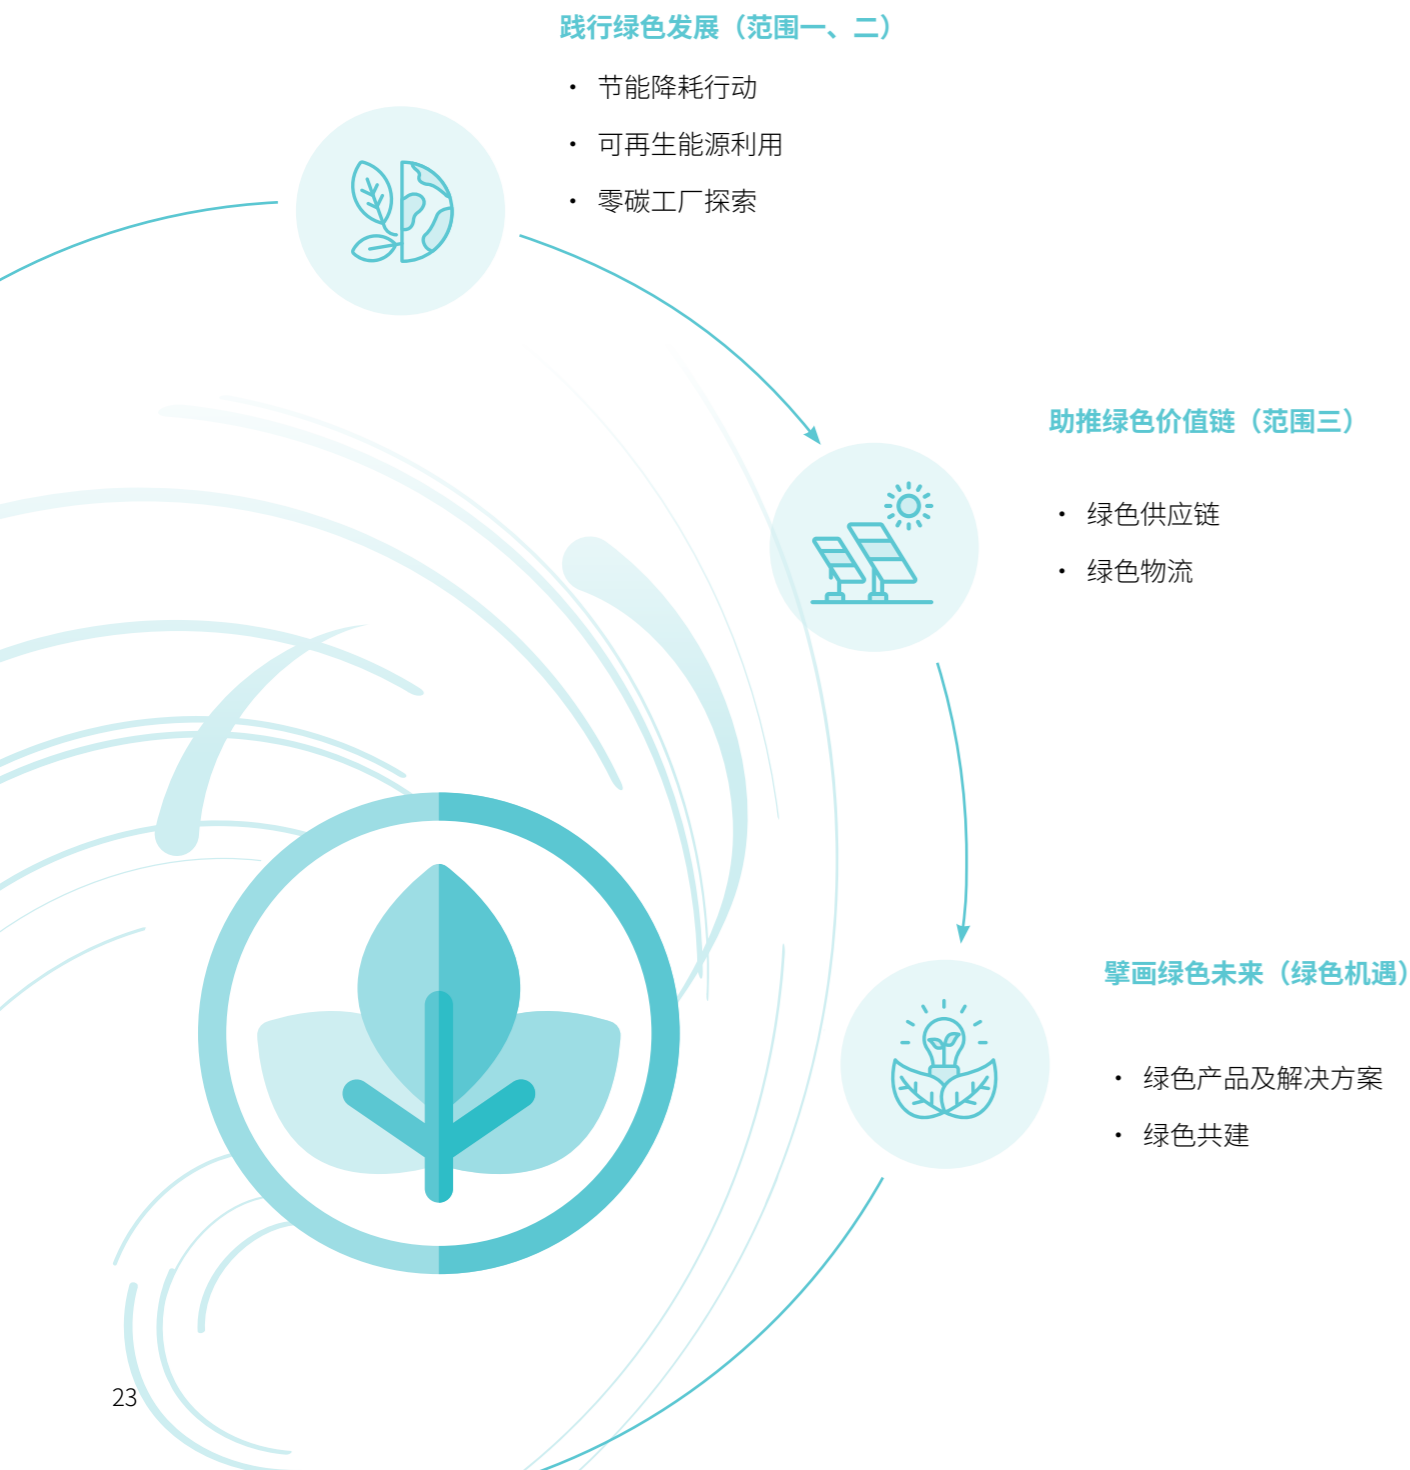 践行绿色发展（范围一、二）
· 节能降耗行动
· 可再生能源利用
· 零碳工厂探索
助推绿色价值链（范围三）
· 绿色供应链
· 绿色物流
擘画绿色未来（绿色机遇）
· 绿色产品及解决方案
· 绿色共建
23